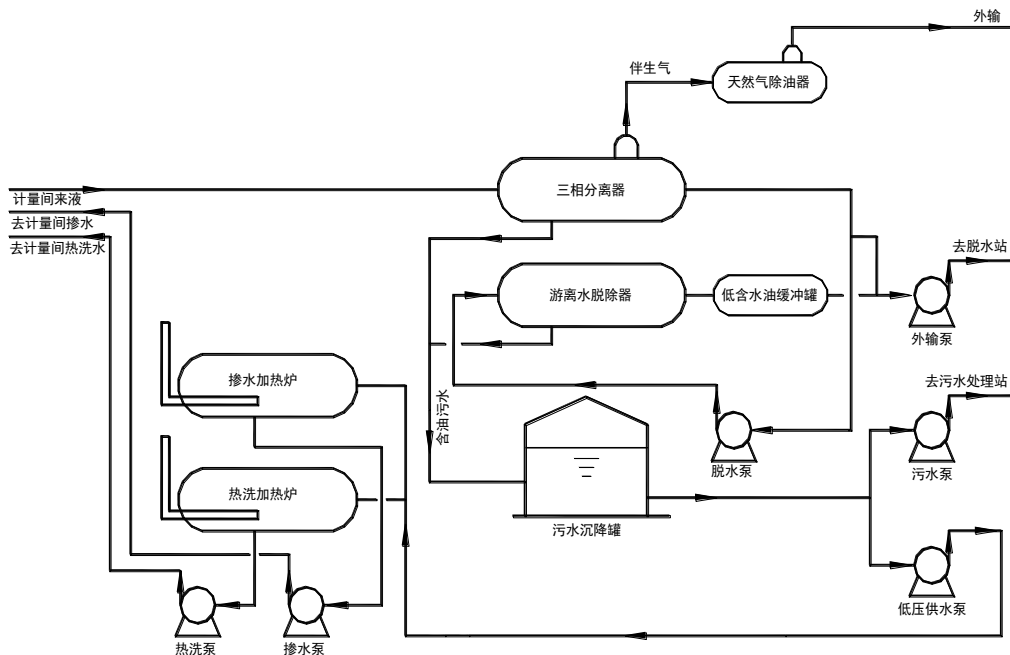 外输
伴生气
天然气除油器
三相分离器
计量间来液
去计量间掺水
去计量间热洗水
去脱水站
游离水脱除器
低含水油缓冲罐
外输泵
掺水加热炉
去污水处理站
含油污水
脱水泵
污水泵
热洗加热炉
污水沉降罐
低压供水泵
热洗泵
掺水泵